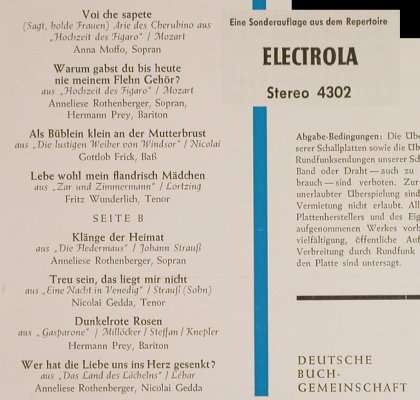 Voi che sapete
(Sagt, holde Frauen) Arie des Cherubino aus
„Hochzeit des Figaro“ / Mozart
Anna Moffo, Sopran
Warum gabst du bis heute
nie meinem Flehn Gehör?
aus „Hochzeit des Figaro“ / Mozart
Anneliese Rothenberger, Sopran,
Hermann Prey, Bariton
Als Büblein klein an der Mutterbrust
aus „Die lustigen Weiber von Windsor“ / Nicolai
Gottlob Frick, Baß
Lebe wohl mein flandrisch Mädchen
aus „Zar und Zimmermann“ / Lortzing
Fritz Wunderlich, Tenor
SEITE B
Klänge der Heimat
aus „Die Fledermaus“ / Johann Strauß
Anneliese Rothenberger, Sopran
Treu sein, das liegt mir nicht
aus „Eine Nacht in Venedig“ / Strauß (Sohn)
Nicolai Gedda, Tenor
Dunkelrote Rosen
aus „Gasparone“ / Millöcker / Steffan / Knepler
Hermann Prey, Bariton
Wer hat die Liebe uns ins Herz gesenkt?
aus „Das Land des Lächelns“ / Léhar
Anneliese Rothenberger, Nicolai Gedda
Eine Sonderauflage aus dem Repertoire
ELECTROLA
Stereo 4302
Abgabe-Bedingungen: Die Übe
serer Schallplatten sowie die Üb
Rundfunksendungen unserer Sch
Band oder Draht — auch zu
brauch — sind verboten. Zur
unerlaubter Überspielung sind
Vermietung nicht erlaubt. All
Plattenherstellers und des Eig
aufgenommenen Werkes vorb
vielfältigung, öffentliche Auf
Verbreitung durch Rundfunk
den Platte sind untersagt.
DEUTSCHE
BUCH-
GEMEINSCHAFT